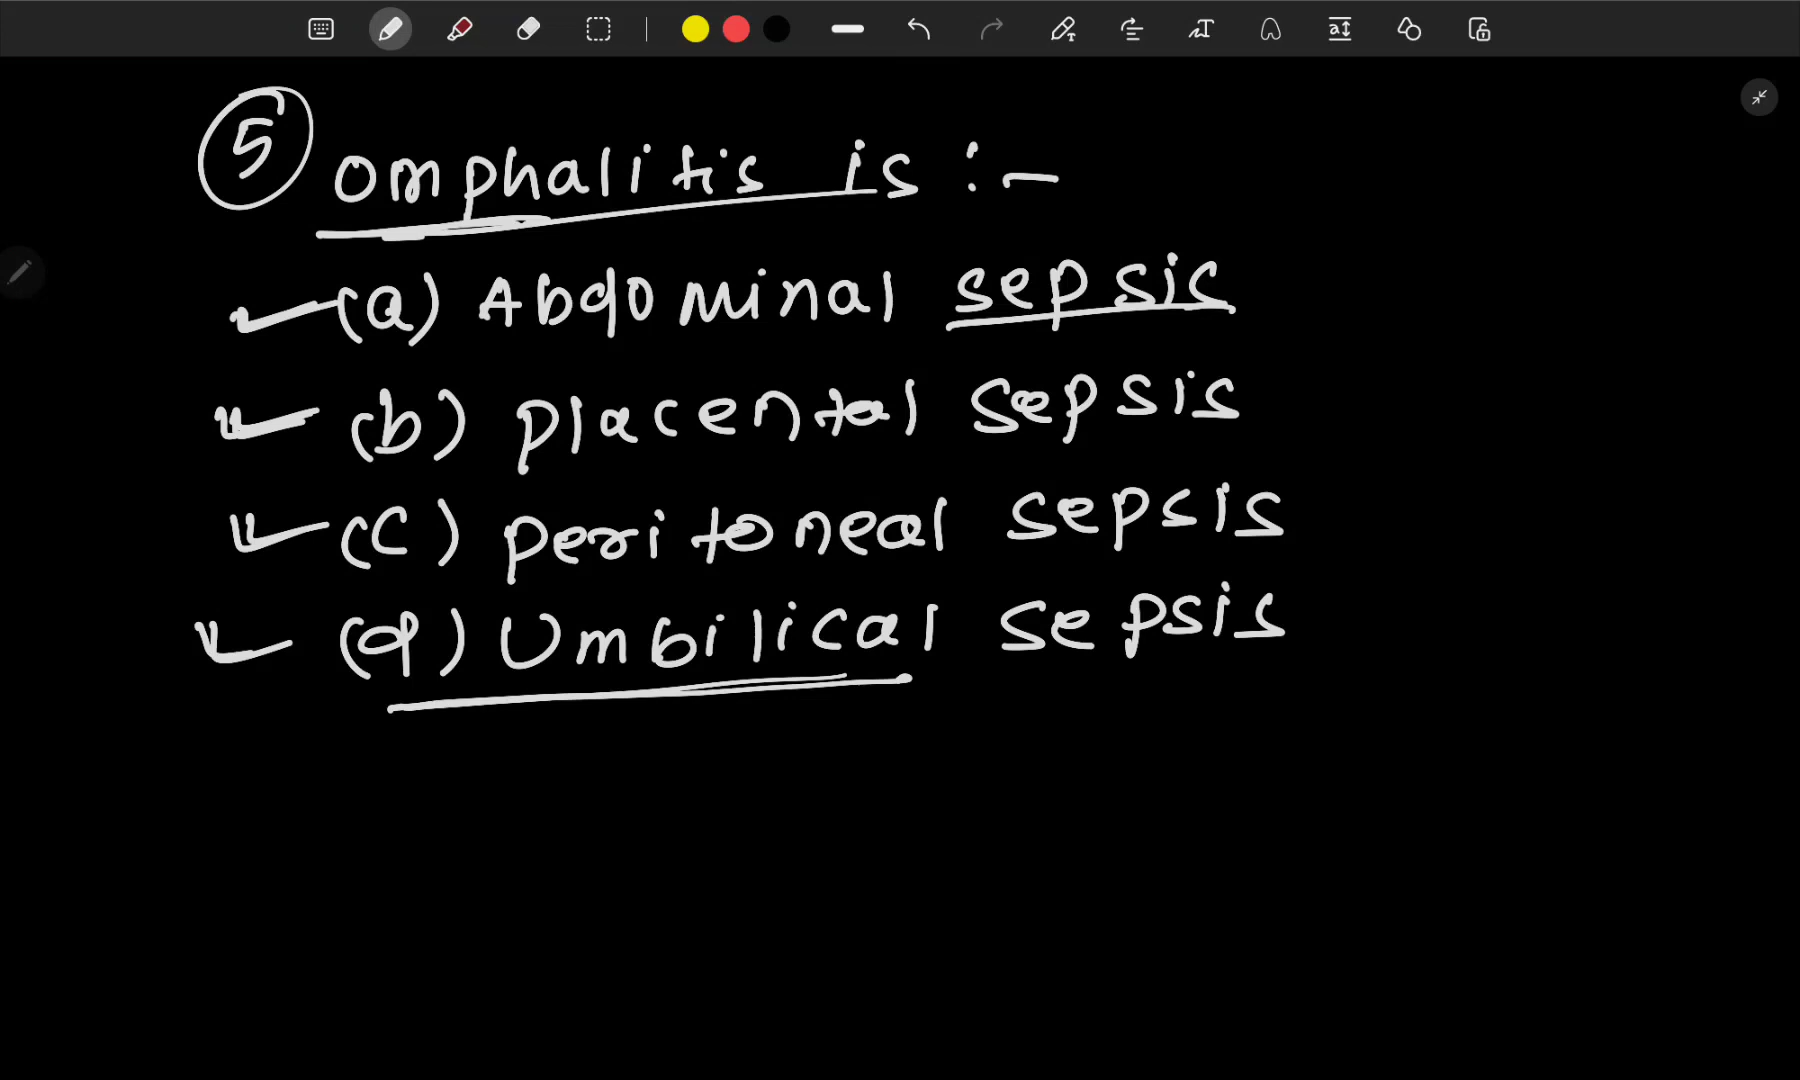 5 omphalitis is :-
(a) Abdominal sepsis
(b) placental sepsis
(c) peritoneal sepsis
(d) Umbilical sepsis